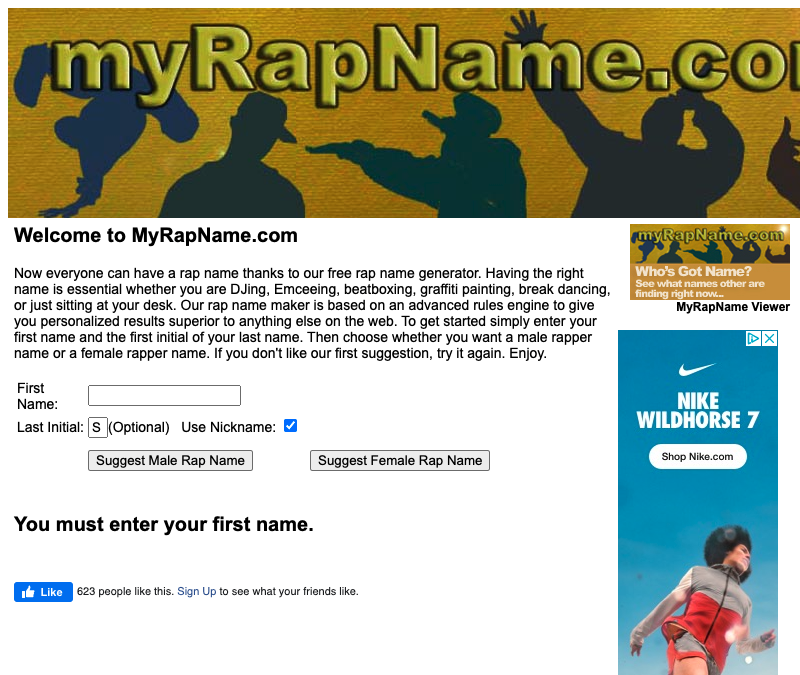 myRapName.co
Welcome to MyRapName.com
Now everyone can have a rap name thanks to our free rap name generator. Having the right
name is essential whether you are DJing, Emceeing, beatboxing, graffiti painting, break dancing,
or just sitting at your desk. Our rap name maker is based on an advanced rules engine to give
you personalized results superior to anything else on the web. To get started simply enter your
first name and the first initial of your last name. Then choose whether you want a male rapper
name or a female rapper name. If you don't like our first suggestion, try it again. Enjoy.
First
Name:
Last Initial: S (Optional) Use Nickname:
Suggest Male Rap Name Suggest Female Rap Name
You must enter your first name.
Like 623 people like this. Sign Up to see what your friends like.
myRapName.com
Who's Got Name?
See what names other are
finding right now...
MyRapName Viewer
NIKE
WILDHORSE 7
Shop Nike.com